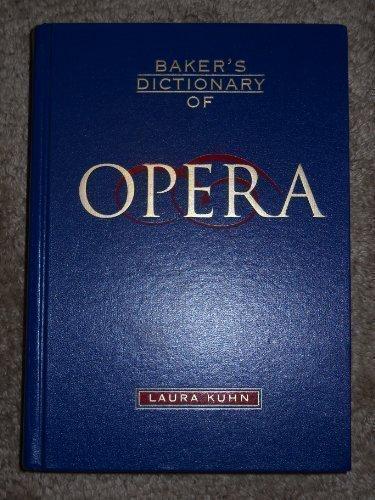 BAKER'S
DICTIONARY
OF
OPERA
LAURA KUHN